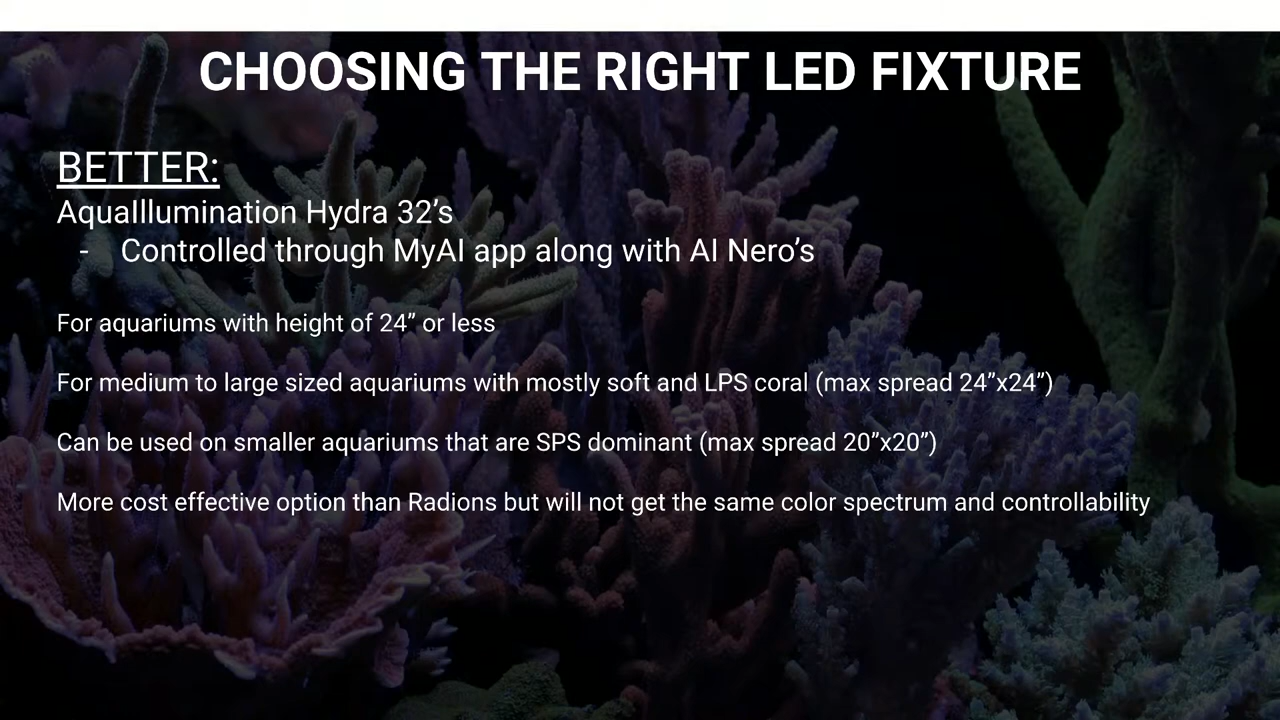 CHOOSING THE RIGHT LED FIXTURE
BETTER:
AquaIllumination Hydra 32’s
- Controlled through MyAI app along with AI Nero’s
For aquariums with height of 24” or less
For medium to large sized aquariums with mostly soft and LPS coral (max spread 24”x24”)
Can be used on smaller aquariums that are SPS dominant (max spread 20”x20”)
More cost effective option than Radions but will not get the same color spectrum and controllability